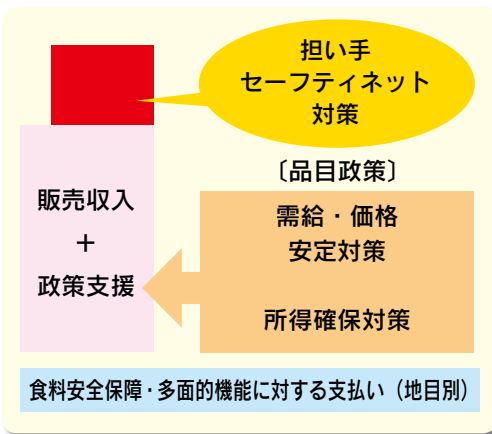 担い手
セーフティネット
対策
〔品目政策〕
販売収入
＋
政策支援
需給・価格
安定対策
所得確保対策
食料安全保障・多面的機能に対する支払い（地目別）